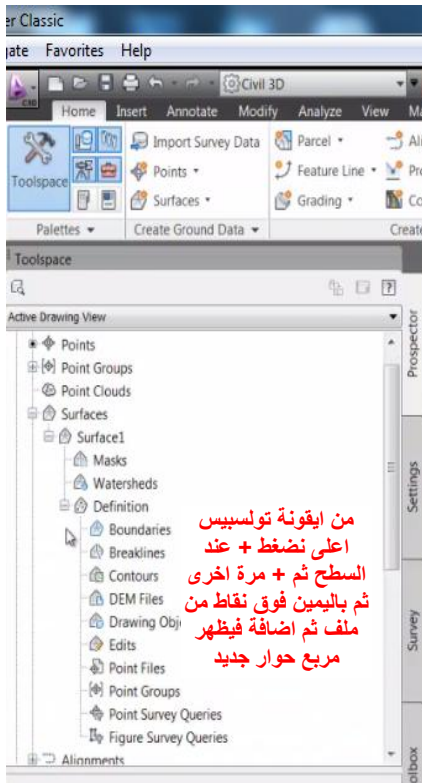 er Classic
gate Favorites Help
Civil 3D
Home Insert Annotate Modify Analyze View
Toolspace
Import Survey Data
Points
Surfaces
Parcel
Feature Line
Grading
Palettes
Create Ground Data
Toolspace
Active Drawing View
Points
Point Groups
Point Clouds
Surfaces
Surface1
Masks
Watersheds
Definition
Boundaries
Breaklines
Contours
DEM Files
Drawing Obj
Edits
Point Files
Point Groups
Point Survey Queries
Figure Survey Queries
Alignments
من ايقونة تولسبيس
اعلى نضغط + عند
السطح ثم + مرة اخرى
ثم باليمين فوق نقاط من
ملف ثم اضافة فيظهر
مربع حوار جديد
Prospector
Settings
Survey
olbox